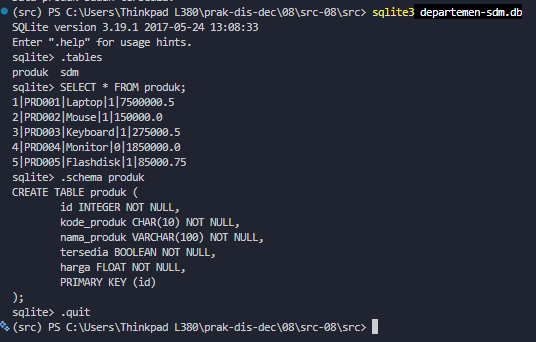 (src) PS C:\Users\Thinkpad L380\prak-dis-dec\08\src-08\src> sqlite3 departemen-sdm.db
SQLite version 3.19.1 2017-05-24 13:08:33
Enter ".help" for usage hints.
sqlite> .tables
produk  sdm
sqlite> SELECT * FROM produk;
1|PRD001|Laptop|1|7500000.5
2|PRD002|Mouse|1|150000.0
3|PRD003|Keyboard|1|275000.5
4|PRD004|Monitor|0|1850000.0
5|PRD005|Flashdisk|1|85000.75
sqlite> .schema produk
CREATE TABLE produk (
        id INTEGER NOT NULL,
        kode_produk CHAR(10) NOT NULL,
        nama_produk VARCHAR(100) NOT NULL,
        tersedia BOOLEAN NOT NULL,
        harga FLOAT NOT NULL,
        PRIMARY KEY (id)
);
sqlite> .quit
(src) PS C:\Users\Thinkpad L380\prak-dis-dec\08\src-08\src>